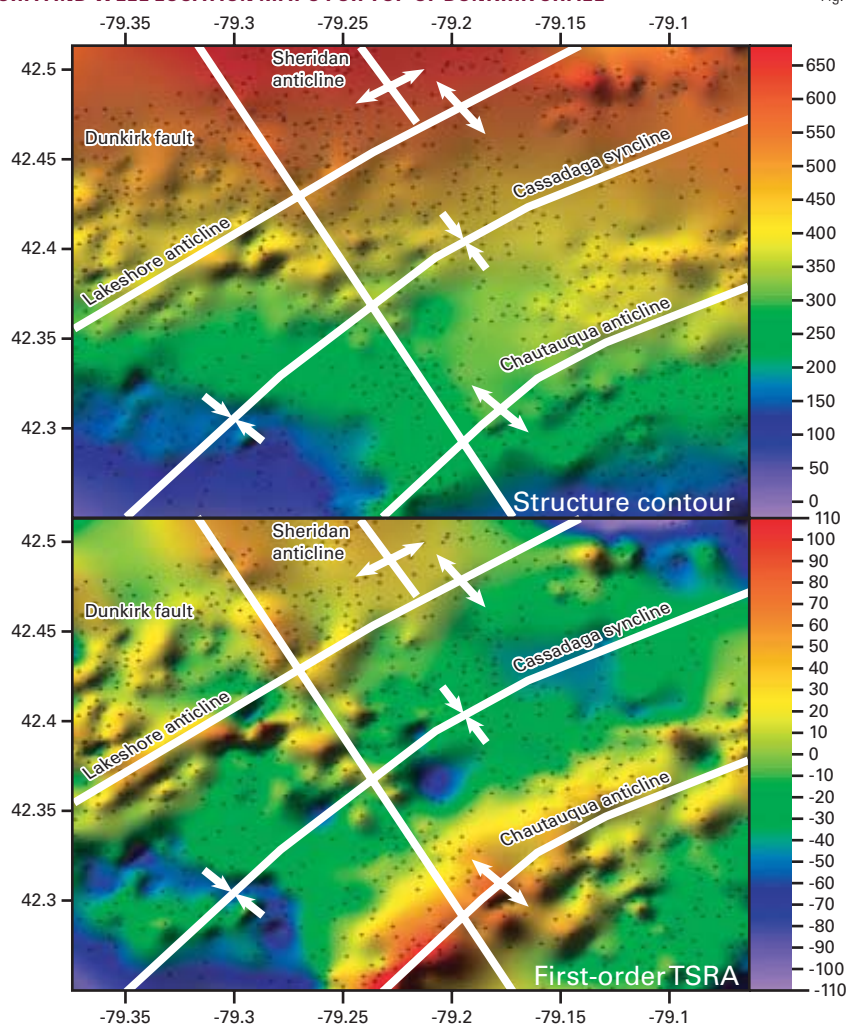 -79.35 -79.3 -79.25 -79.2 -79.15 -79.1
Sheridan
anticline
Dunkirk fault
Lakeshore anticline
Cassadaga syncline
Chautauqua anticline
Structure contour
42.5
42.45
42.4
42.35
42.3
650
600
550
500
450
400
350
300
200
150
100
50
0
Sheridan
anticline
Dunkirk fault
Lakeshore anticline
Cassadaga syncline
Chautauqua anticline
First-order TSRA
42.5
42.45
42.4
42.35
42.3
110
100
90
80
70
60
50
40
30
20
10
0
-10
-20
-30
-40
-50
-60
-70
-80
-90
-100
-110
-79.35 -79.3 -79.25 -79.2 -79.15 -79.1